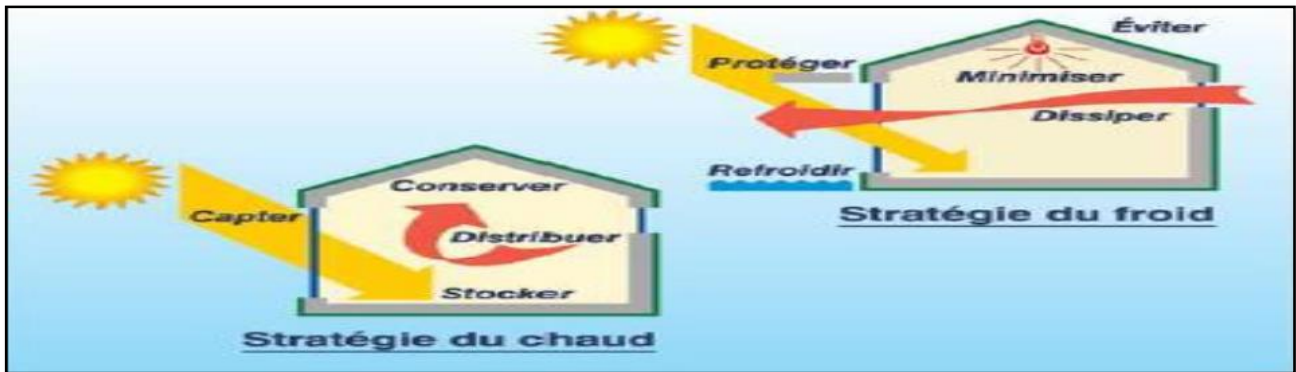 Capter
Conserver
Distribuer
Stocker
Stratégie du chaud
Éviter
Protéger
Minimiser
Dissiper
Refroidir
Stratégie du froid